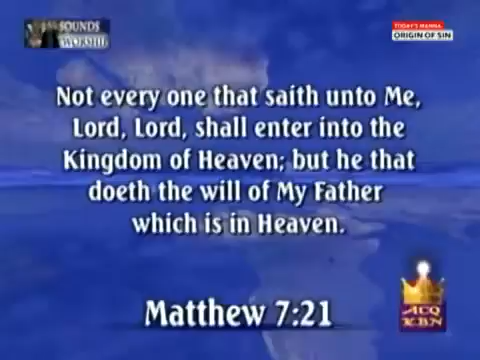 SOUNDS
WORSHIP
TODAY'S MANNA
ORIGIN OF SIN
Not every one that saith unto Me,
Lord, Lord, shall enter into the
Kingdom of Heaven; but he that
doeth the will of My Father
which is in Heaven.
Matthew 7:21
ACQ
KBN